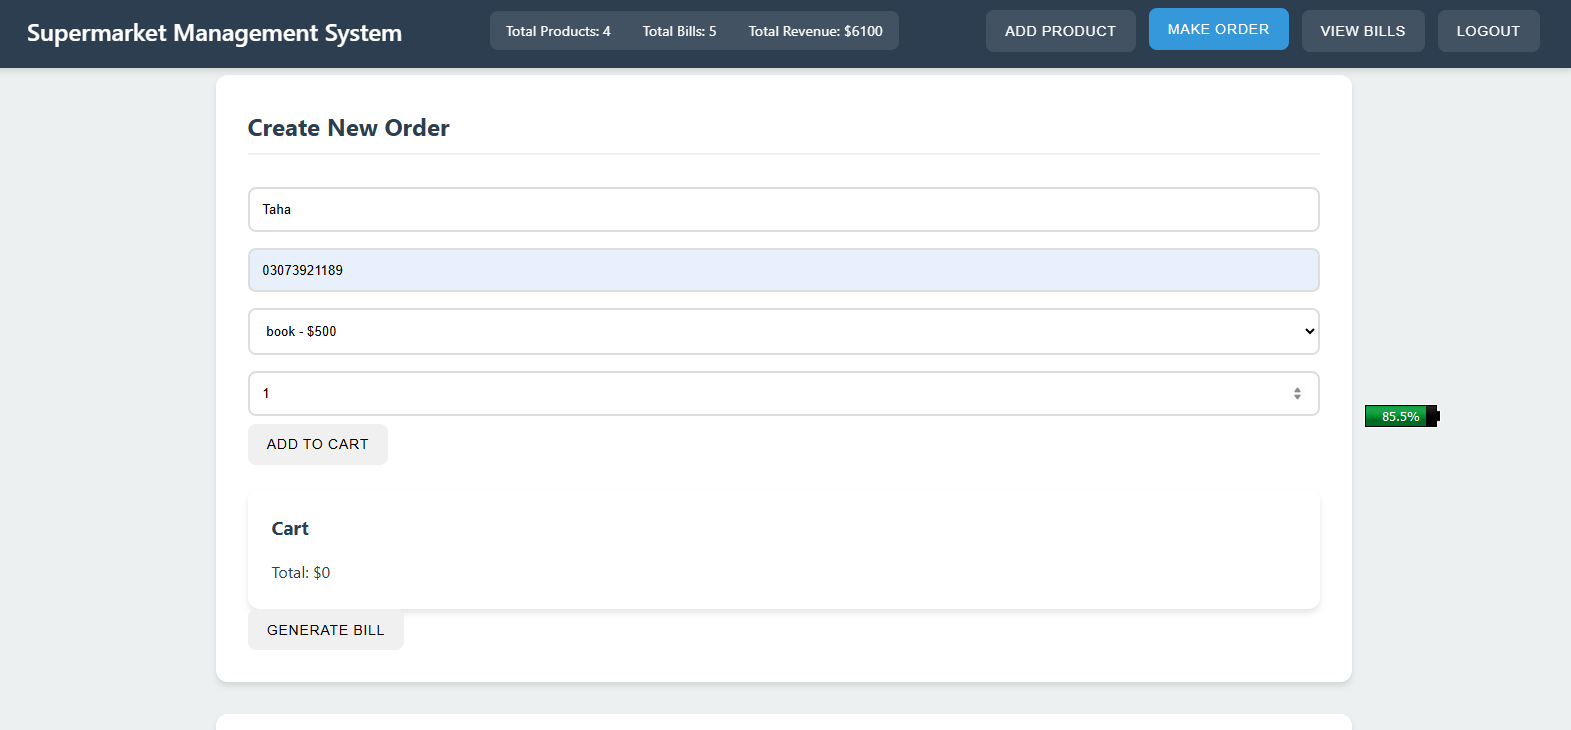 Supermarket Management System
Total Products: 4 Total Bills: 5 Total Revenue: $6100
ADD PRODUCT MAKE ORDER VIEW BILLS LOGOUT
Create New Order
Taha
03073921189
book - $500
1
85.5%
ADD TO CART
Cart
Total: $0
GENERATE BILL